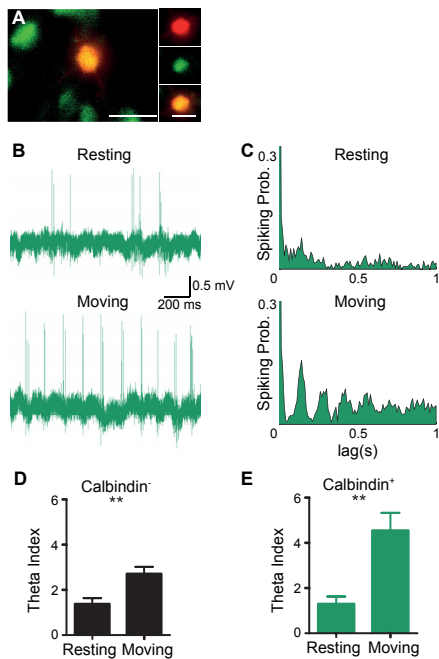 A
B
Resting
0.5 mV
200 ms
Moving
C
Resting
0.3
Spiking Prob.
0
0.5
1
Moving
0.3
Spiking Prob.
0
0.5
1
lag(s)
D
Calbindin⁻
**
6
4
2
0
Theta Index
Resting Moving
E
Calbindin⁺
**
6
4
2
0
Theta Index
Resting Moving